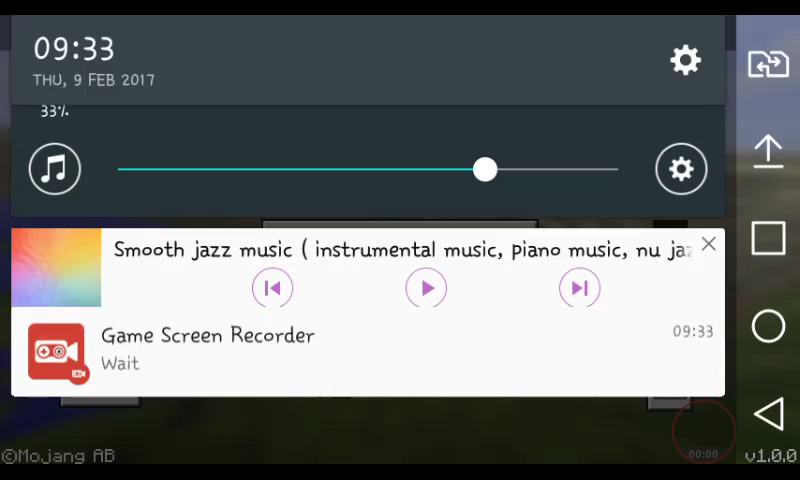 09:33
THU, 9 FEB 2017
33%
Smooth jazz music ( instrumental music, piano music, nu jaz
Game Screen Recorder
09:33
Wait
©Mojang AB
00:00
v1.0.0